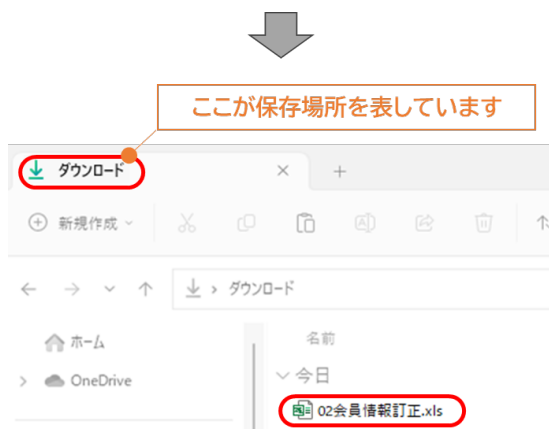 ここが保存場所を表しています
ダウンロード
新規作成
ダウンロード
ホーム
名前
今日
OneDrive
02会員情報訂正.xls